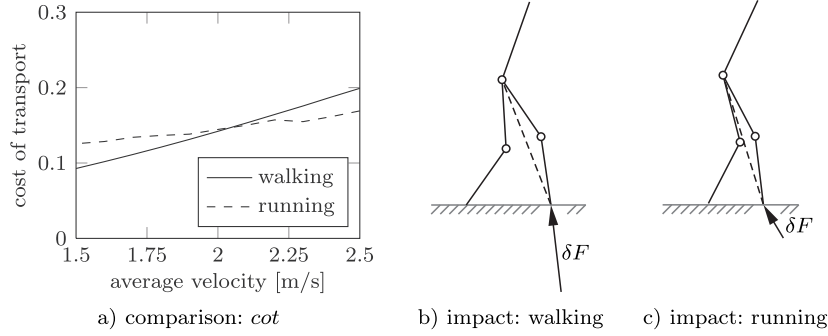 0.3
0.2
0.1
0
cost of transport
walking
running
1.5 1.75 2 2.25 2.5
average velocity [m/s]
δF
δF
a) comparison: cot
b) impact: walking
c) impact: running